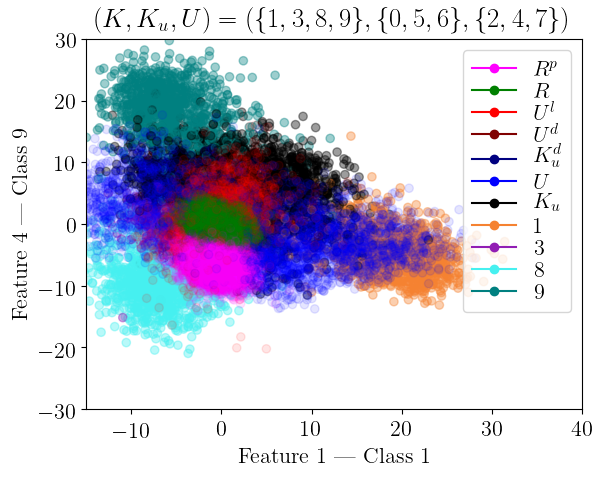 (K, K_u, U) = ({1, 3, 8, 9}, {0, 5, 6}, {2, 4, 7})
30
20
10
0
−10
−20
−30
Feature 4 — Class 9
R^p
R
U^l
U^d
K_u^d
U
K_u
1
3
8
9
−10
0
10
20
30
40
Feature 1 — Class 1